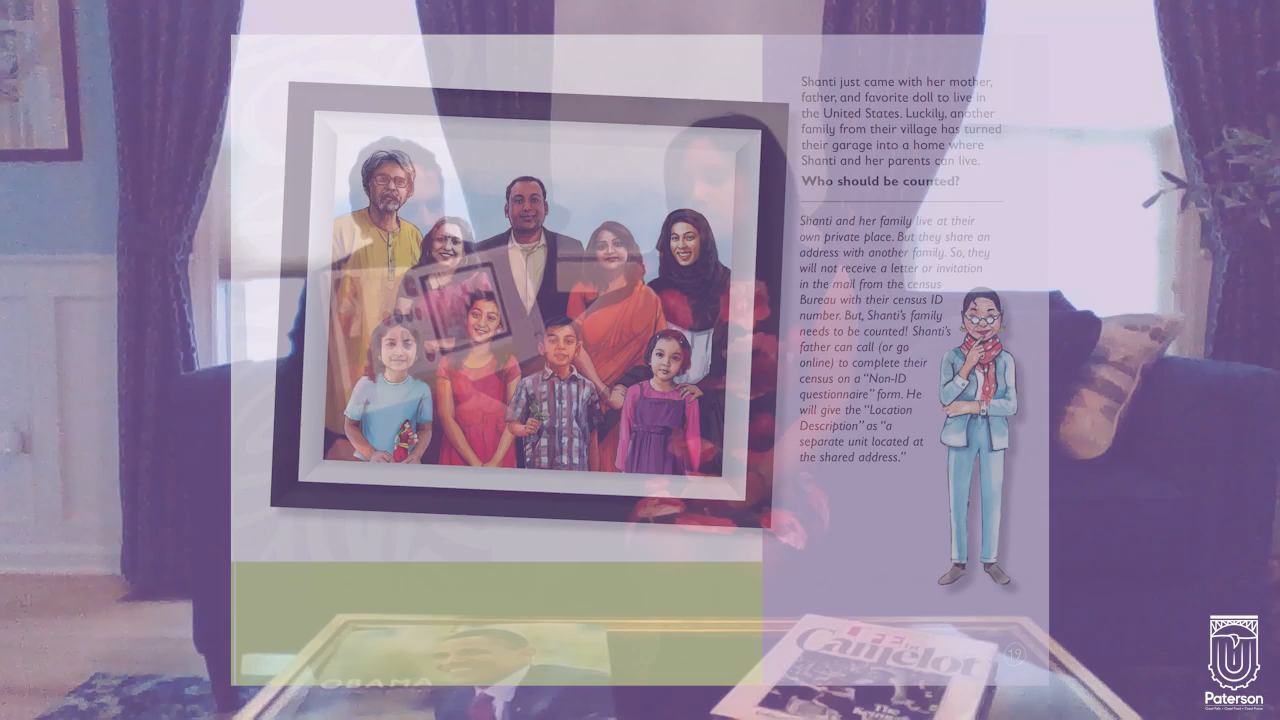 Shanti just came with her mother,
father, and favorite doll to live in
the United States. Luckily, another
family from their village has turned
their garage into a home where
Shanti and her parents can live.
Who should be counted?
Shanti and her family live at their
own private place. But they share an
address with another family. So, they
will not receive a letter or invitation
in the mail from the census
Bureau with their census ID
number. But, Shanti's family
needs to be counted! Shanti's
father can call (or go
online) to complete their
census on a “Non-ID
questionnaire” form. He
will give the “Location
Description” as “a
separate unit located at
the shared address.”
19
OBAMA
Camelot
Paterson